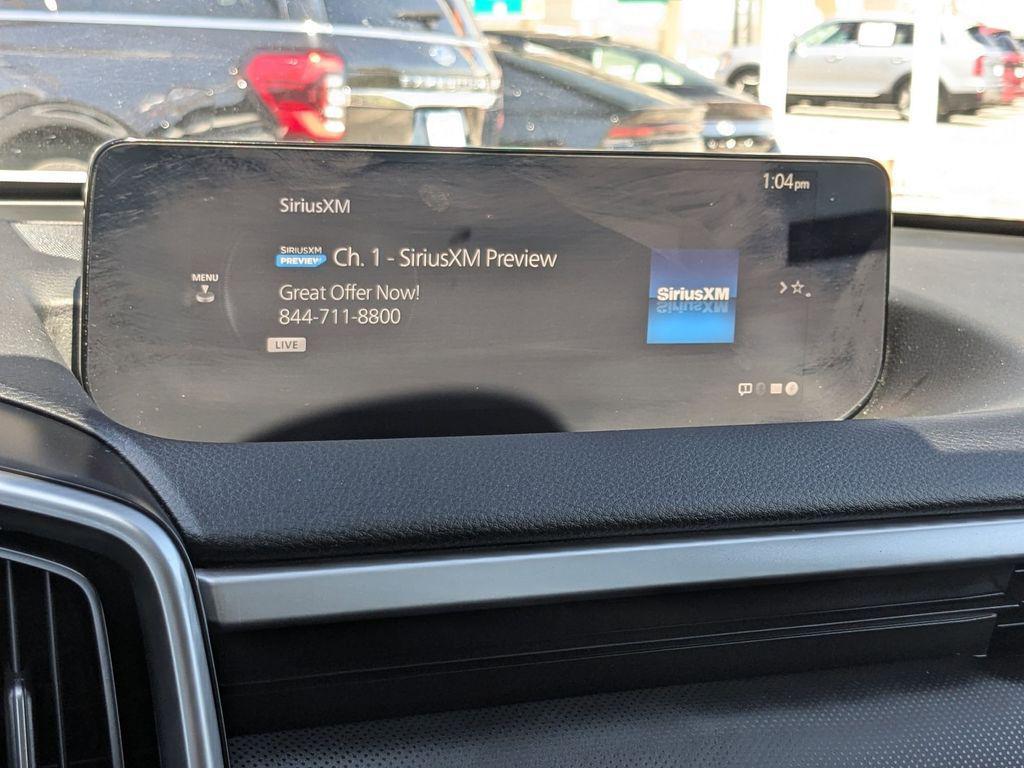 1:04pm
SiriusXM
SIRIUSXM
PREVIEW
Ch. 1 - SiriusXM Preview
MENU
Great Offer Now!
844-711-8800
SiriusXM
LIVE